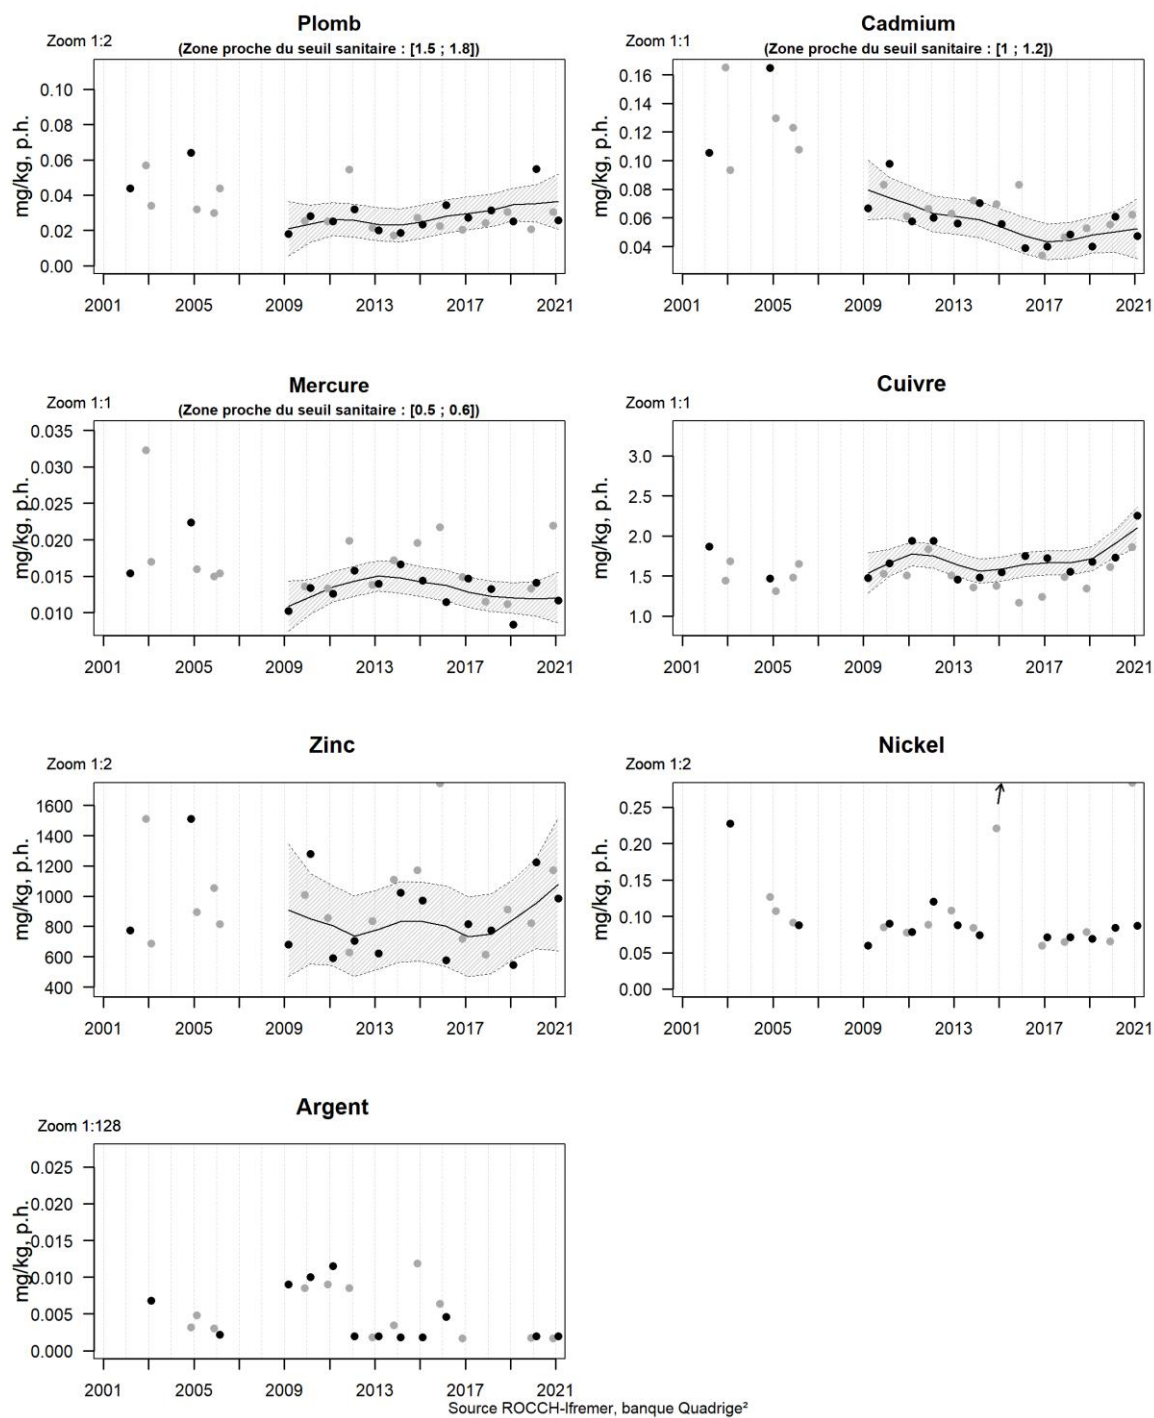 Plomb
Zoom 1:2
(Zone proche du seuil sanitaire : [1.5 ; 1.8])
mg/kg, p.h.
0.10
0.08
0.06
0.04
0.02
0.00
2001 2005 2009 2013 2017 2021
Cadmium
Zoom 1:1
(Zone proche du seuil sanitaire : [1 ; 1.2])
mg/kg, p.h.
0.16
0.14
0.12
0.10
0.08
0.06
0.04
2001 2005 2009 2013 2017 2021
Mercure
Zoom 1:1
(Zone proche du seuil sanitaire : [0.5 ; 0.6])
mg/kg, p.h.
0.035
0.030
0.025
0.020
0.015
0.010
2001 2005 2009 2013 2017 2021
Cuivre
Zoom 1:1
mg/kg, p.h.
3.0
2.5
2.0
1.5
1.0
2001 2005 2009 2013 2017 2021
Zinc
Zoom 1:2
mg/kg, p.h.
1600
1400
1200
1000
800
600
400
2001 2005 2009 2013 2017 2021
Nickel
Zoom 1:2
mg/kg, p.h.
0.25
0.20
0.15
0.10
0.05
0.00
2001 2005 2009 2013 2017 2021
Argent
Zoom 1:128
mg/kg, p.h.
0.025
0.020
0.015
0.010
0.005
0.000
2001 2005 2009 2013 2017 2021
Source ROCCH-Ifremer, banque Quadrige²